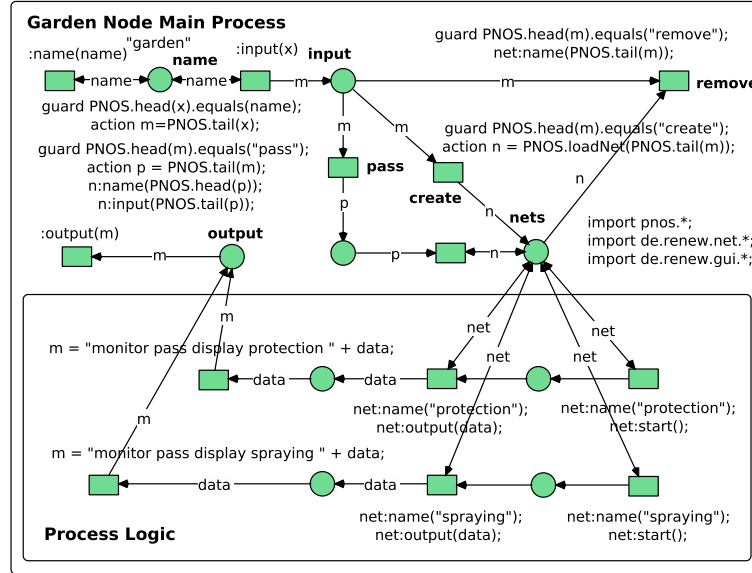 Garden Node Main Process
"garden"
:name(name)
name
:input(x)
input
guard PNOS.head(m).equals("remove");
net:name(PNOS.tail(m));
name
name
m
m
remove
guard PNOS.head(x).equals(name);
action m=PNOS.tail(x);
m
m
guard PNOS.head(m).equals("create");
action n = PNOS.loadNet(PNOS.tail(m));
guard PNOS.head(m).equals("pass");
action p = PNOS.tail(m);
n:name(PNOS.head(p));
n:input(PNOS.tail(p));
pass
n
create
p
n
nets
:output(m)
output
import pnos.*;
import de.renew.net.*;
import de.renew.gui.*;
m
p
n
m
net
net
net
net
m = "monitor pass display protection " + data;
data
data
net:name("protection");
net:output(data);
net:name("protection");
net:start();
m
m = "monitor pass display spraying " + data;
data
data
net:name("spraying");
net:output(data);
net:name("spraying");
net:start();
Process Logic